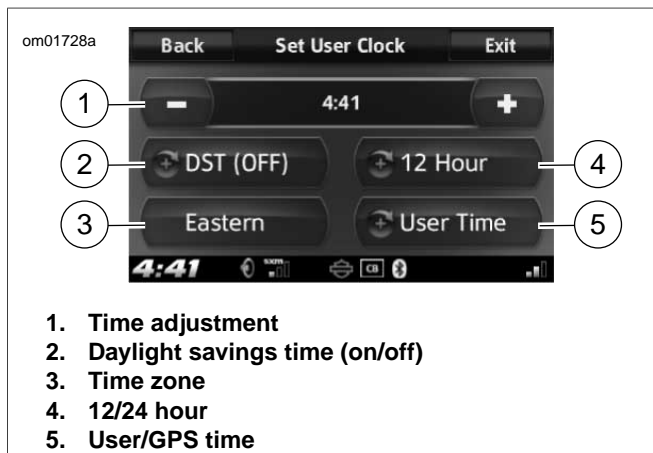 om01728a
Back Set User Clock Exit
1 − 4:41 +
2 DST (OFF) 12 Hour 4
3 Eastern User Time 5
4:41 sxm CB
1. Time adjustment
2. Daylight savings time (on/off)
3. Time zone
4. 12/24 hour
5. User/GPS time